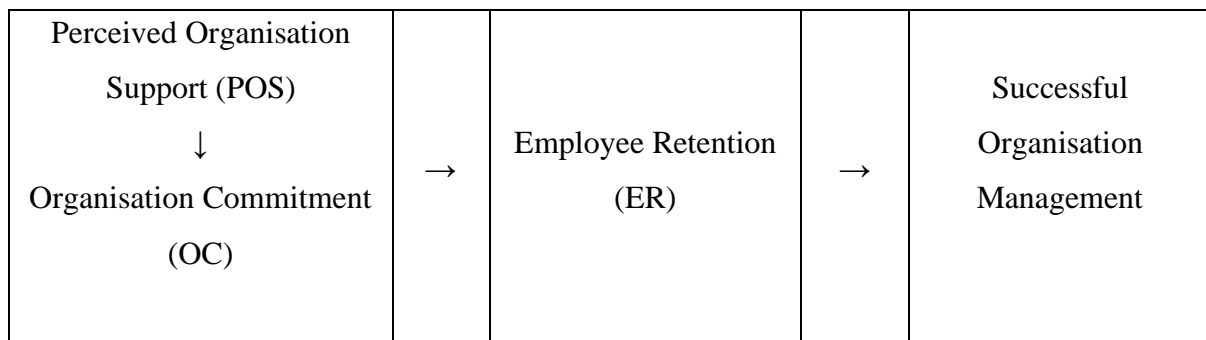 Perceived Organisation
Support (POS)
↓
Organisation Commitment
(OC)
→
Employee Retention
(ER)
→
Successful
Organisation
Management